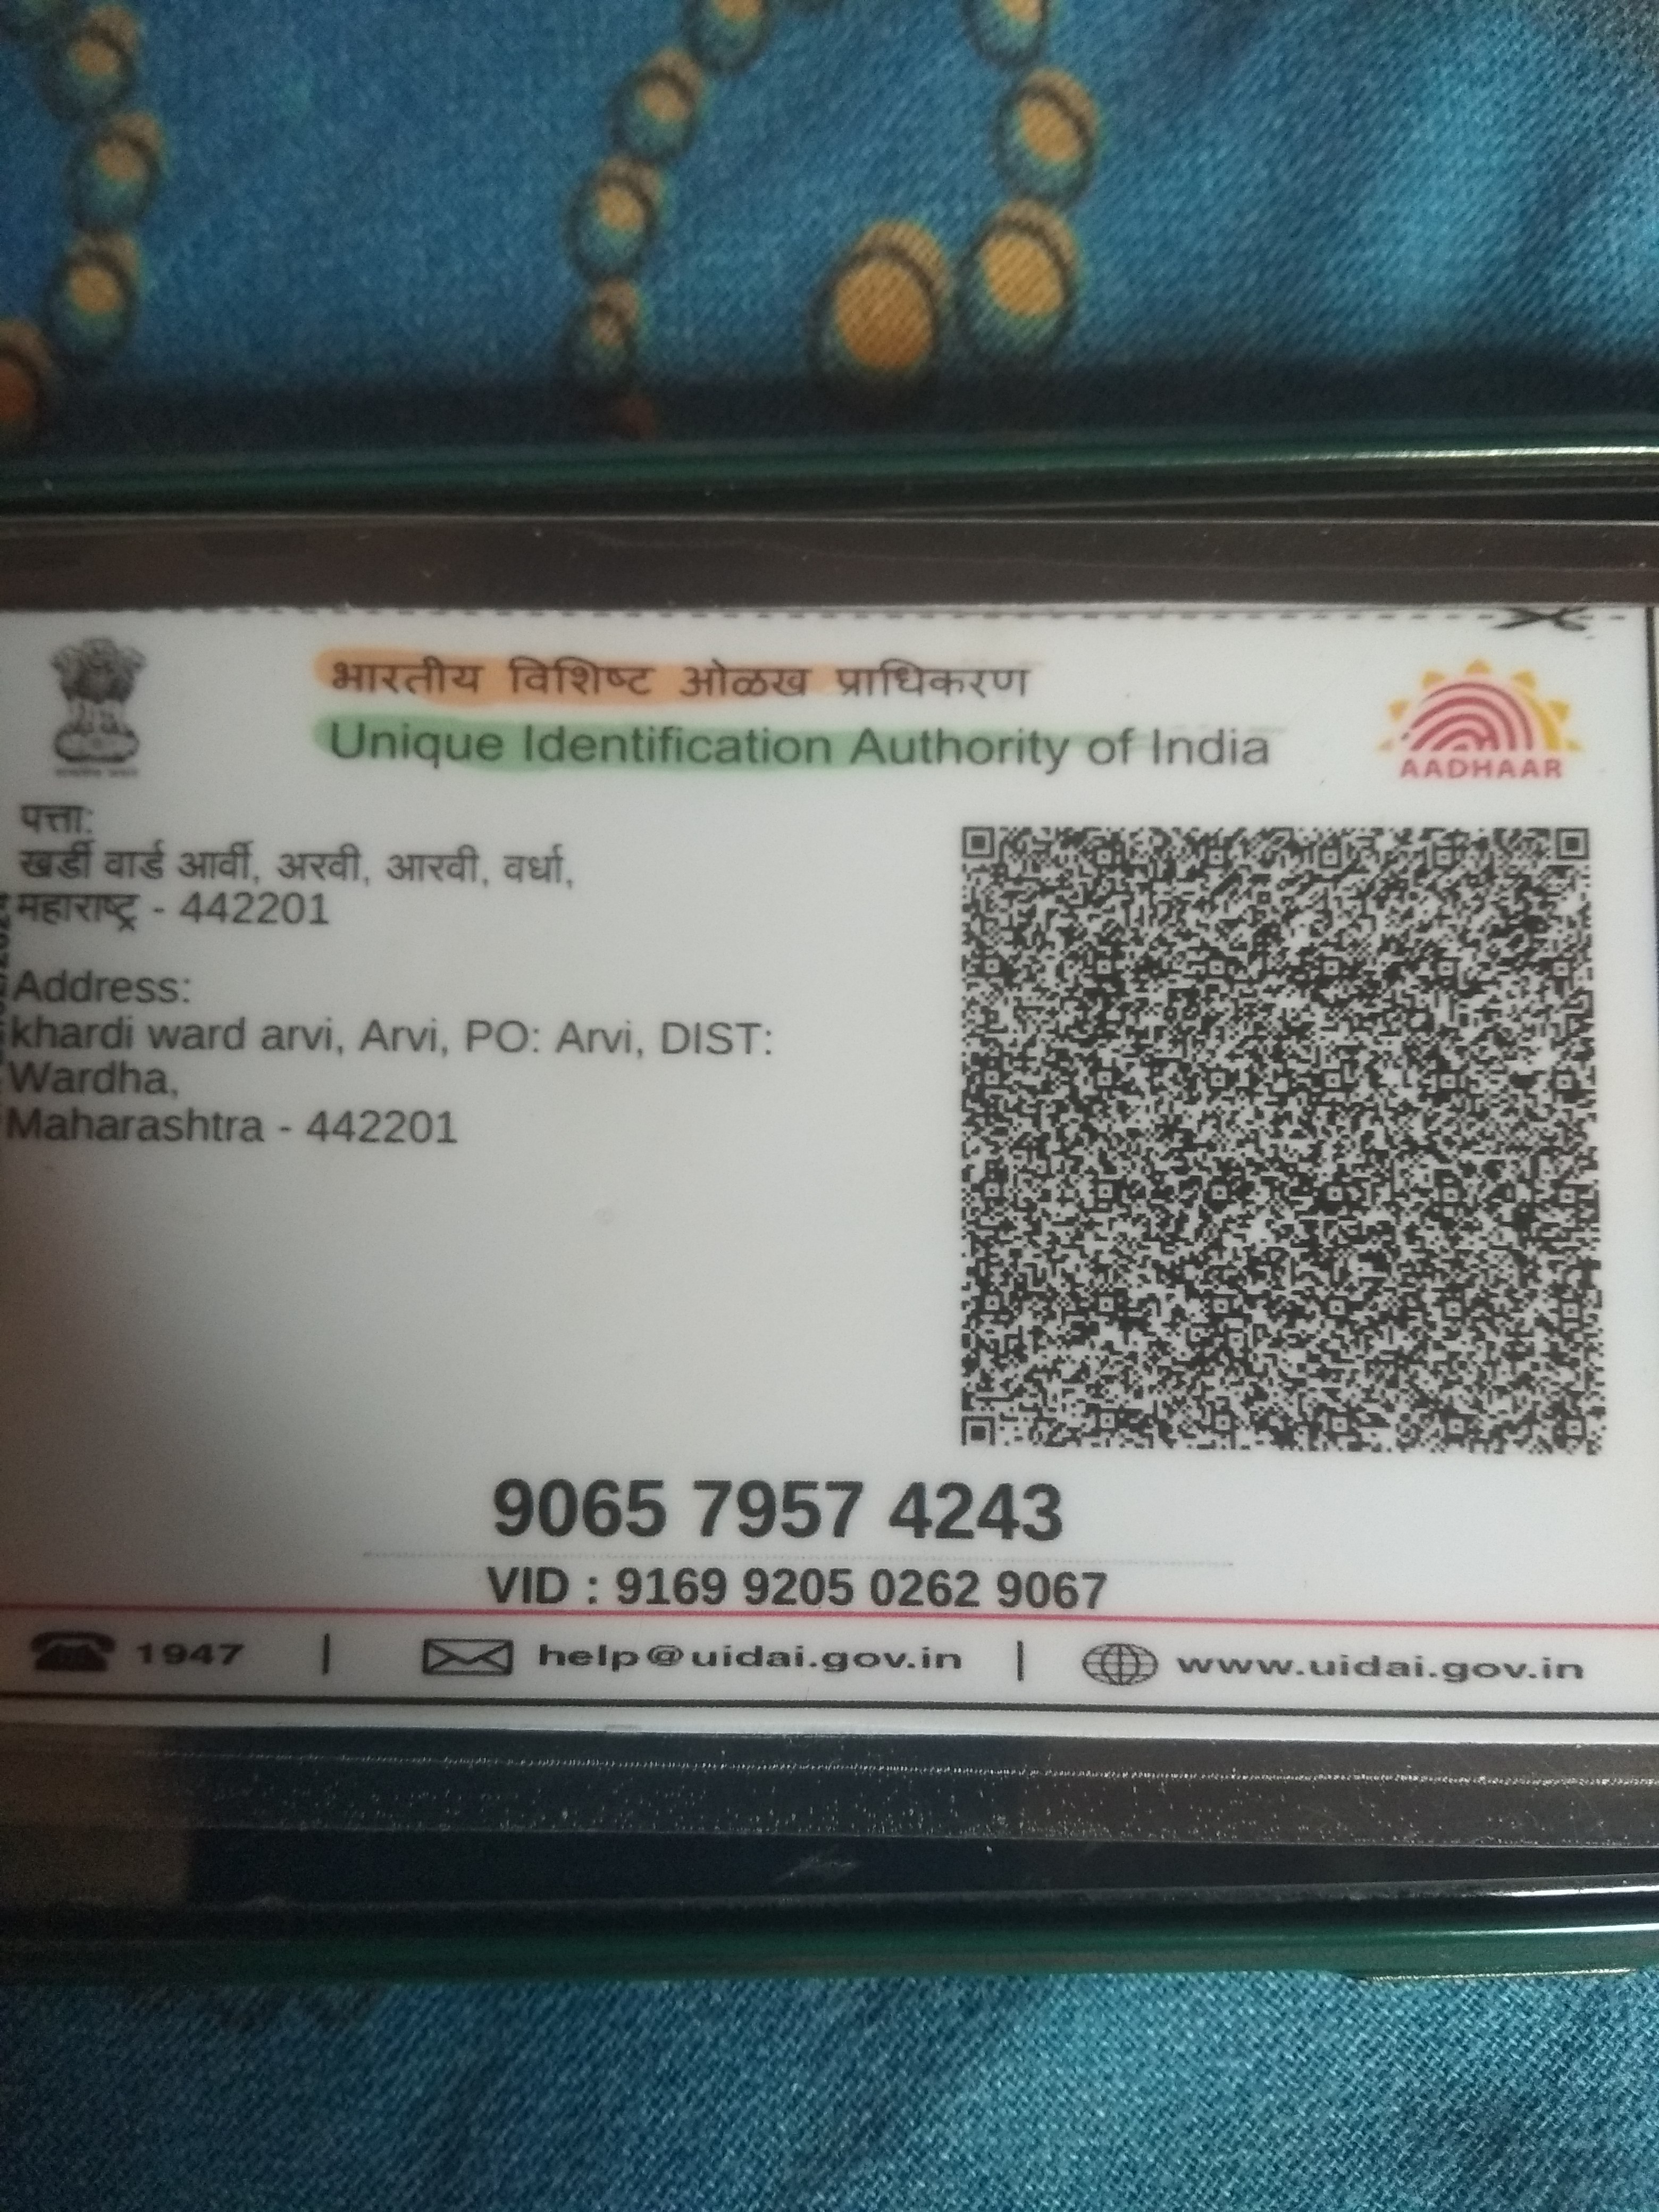 भारतीय विशिष्ट ओळख प्राधिकरण
Unique Identification Authority of India
AADHAAR
पत्ता:
खर्डी वार्ड आर्वी, अरवी, आरवी, वर्धा,
महाराष्ट्र - 442201
Address:
khardi ward arvi, Arvi, PO: Arvi, DIST:
Wardha,
Maharashtra - 442201
9065 7957 4243
VID : 9169 9205 0262 9067
1947 | help@uidai.gov.in | www.uidai.gov.in